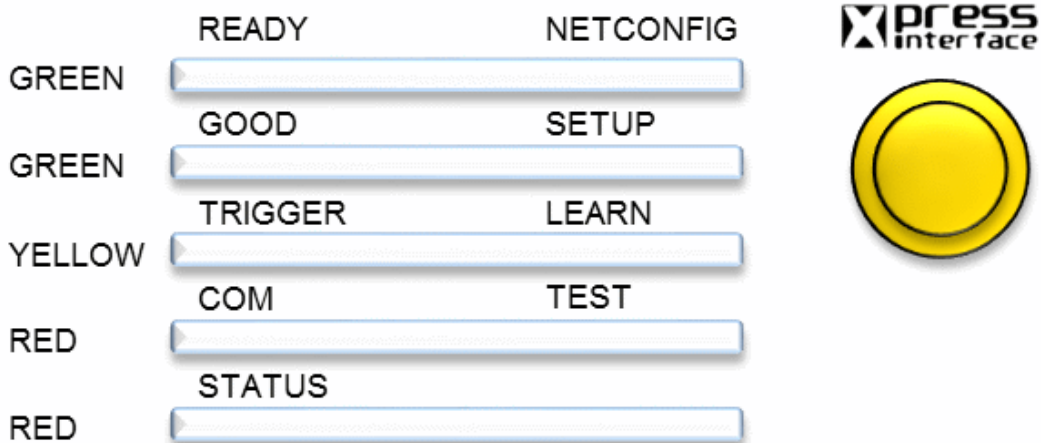 READY NETCONFIG
Xpress
interface
GREEN
GOOD SETUP
GREEN
TRIGGER LEARN
YELLOW
COM TEST
RED
STATUS
RED